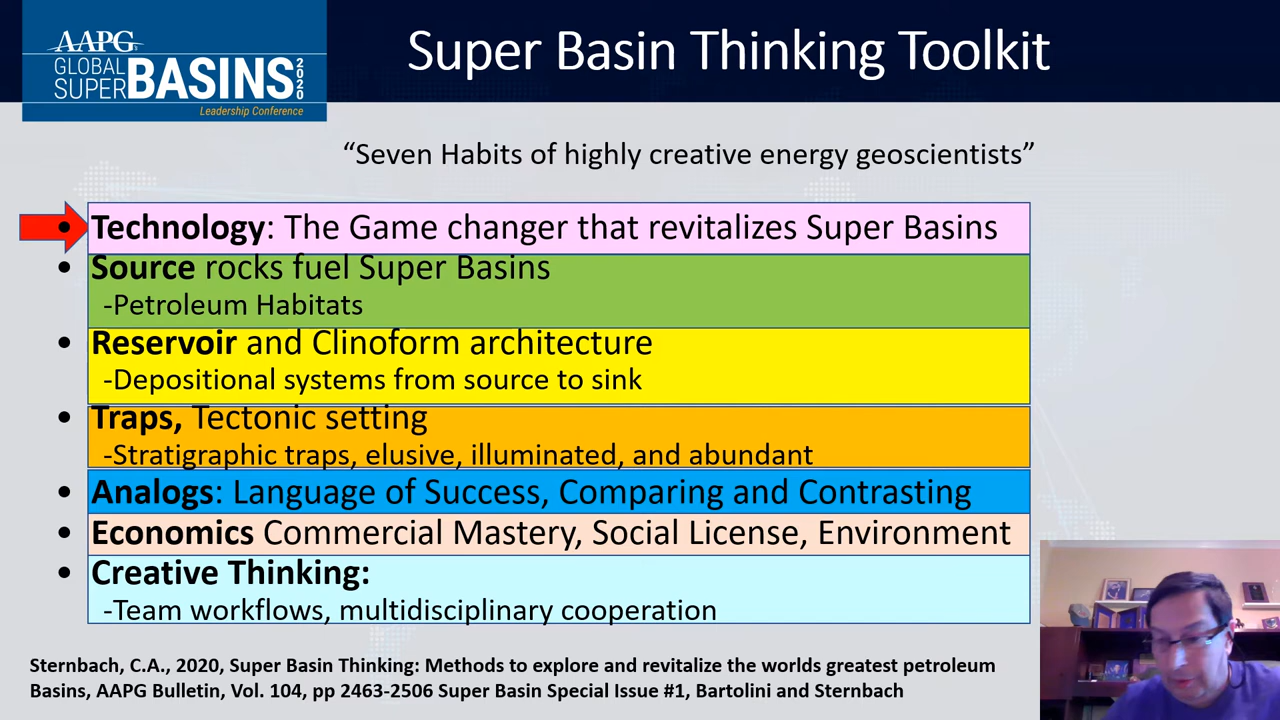 AAPG
GLOBAL
SUPER BASINS 2020
Leadership Conference
Super Basin Thinking Toolkit
“Seven Habits of highly creative energy geoscientists”
• Technology: The Game changer that revitalizes Super Basins
• Source rocks fuel Super Basins
-Petroleum Habitats
• Reservoir and Clinoform architecture
-Depositional systems from source to sink
• Traps, Tectonic setting
-Stratigraphic traps, elusive, illuminated, and abundant
• Analogs: Language of Success, Comparing and Contrasting
• Economics Commercial Mastery, Social License, Environment
• Creative Thinking:
-Team workflows, multidisciplinary cooperation
Sternbach, C.A., 2020, Super Basin Thinking: Methods to explore and revitalize the worlds greatest petroleum
Basins, AAPG Bulletin, Vol. 104, pp 2463-2506 Super Basin Special Issue #1, Bartolini and Sternbach